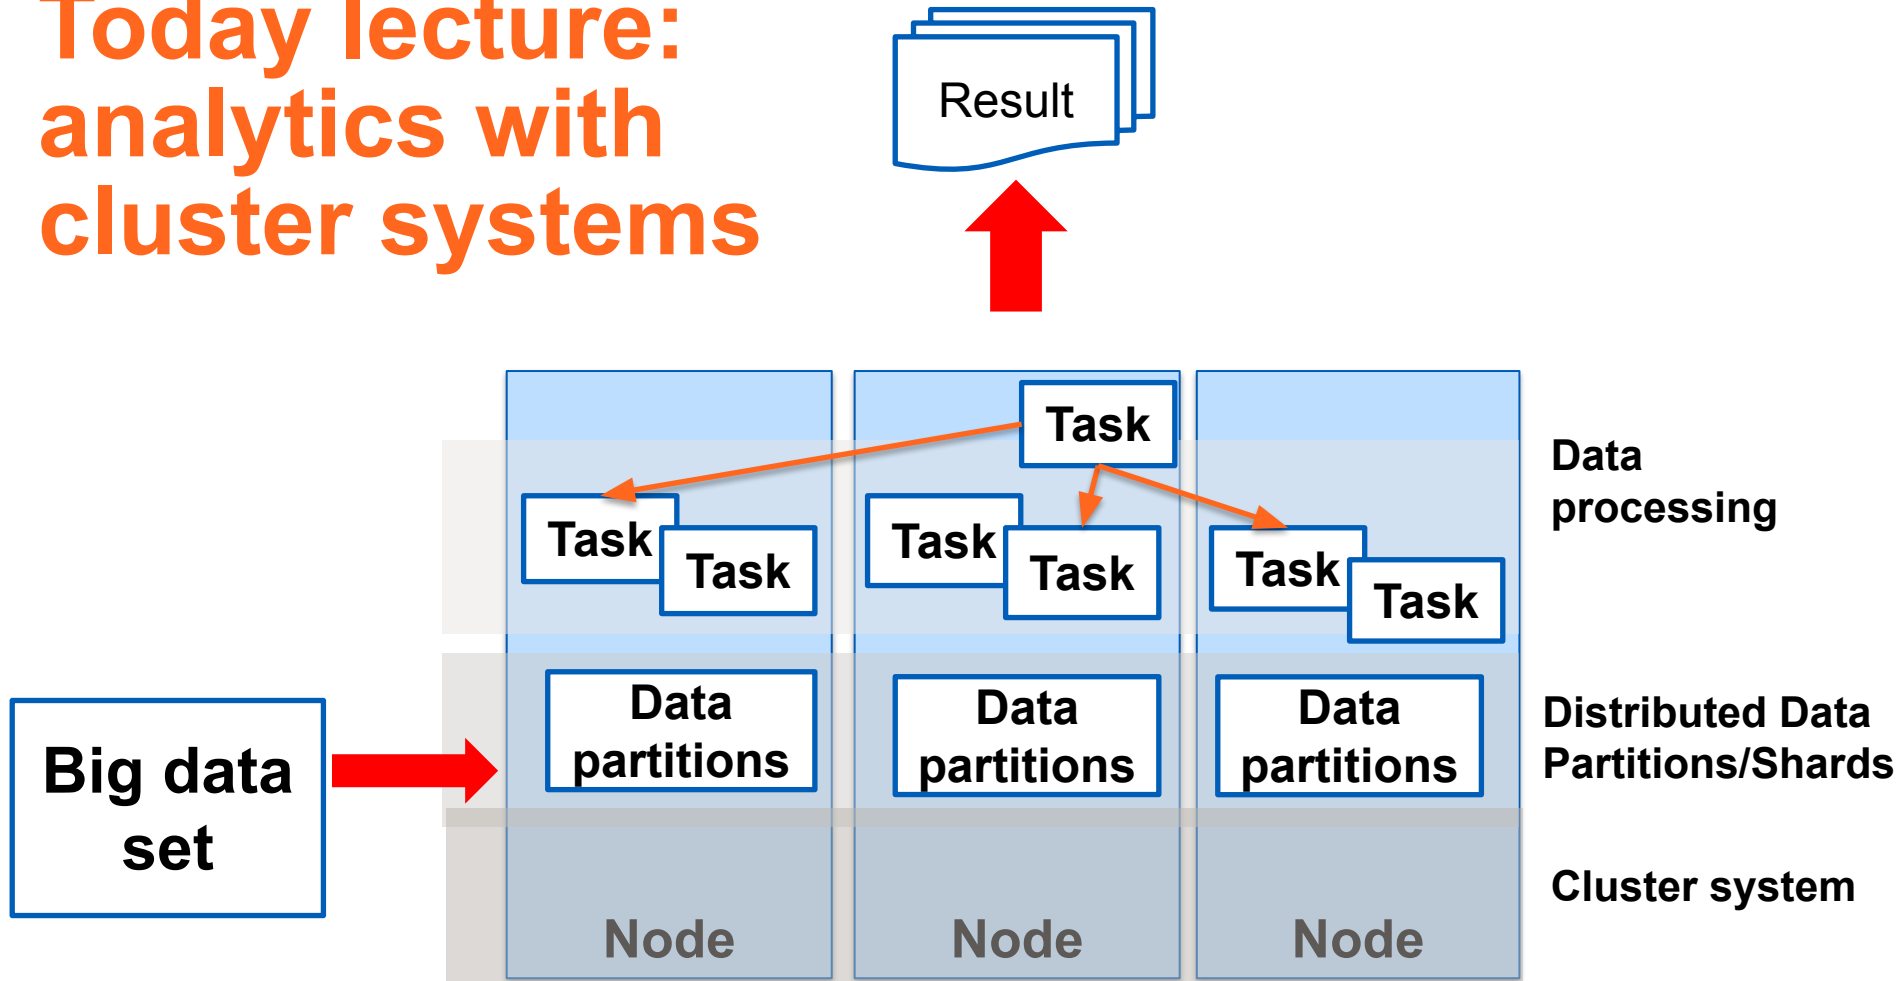 Today lecture:
analytics with
cluster systems
Result
Task
Data
processing
Task
Task
Task
Task
Task
Task
Data
partitions
Data
partitions
Data
partitions
Distributed Data
Partitions/Shards
Big data
set
Cluster system
Node
Node
Node